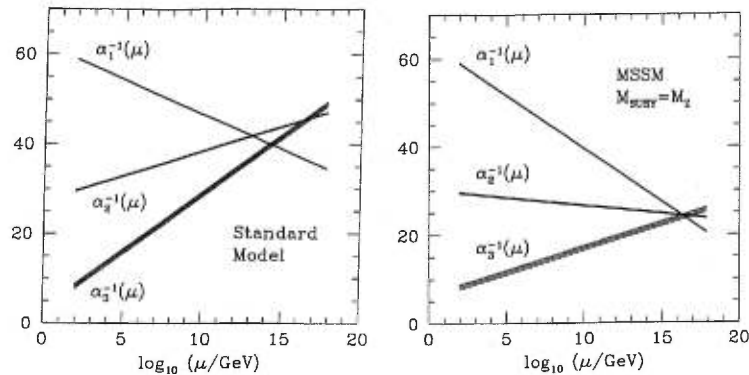 60
40
20
0
α₁⁻¹(μ)
α₂⁻¹(μ)
α₃⁻¹(μ)
Standard
Model
0 5 10 15 20
log₁₀ (μ/GeV)
60
40
20
0
α₁⁻¹(μ)
MSSM
M_SUSY=M_Z
α₂⁻¹(μ)
α₃⁻¹(μ)
0 5 10 15 20
log₁₀ (μ/GeV)